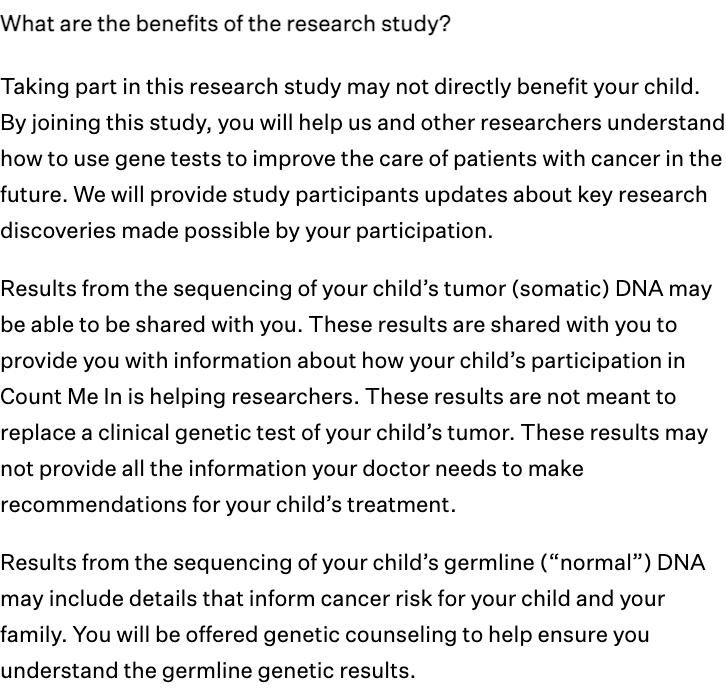 What are the benefits of the research study?
Taking part in this research study may not directly benefit your child.
By joining this study, you will help us and other researchers understand
how to use gene tests to improve the care of patients with cancer in the
future. We will provide study participants updates about key research
discoveries made possible by your participation.
Results from the sequencing of your child’s tumor (somatic) DNA may
be able to be shared with you. These results are shared with you to
provide you with information about how your child’s participation in
Count Me In is helping researchers. These results are not meant to
replace a clinical genetic test of your child’s tumor. These results may
not provide all the information your doctor needs to make
recommendations for your child’s treatment.
Results from the sequencing of your child’s germline (“normal”) DNA
may include details that inform cancer risk for your child and your
family. You will be offered genetic counseling to help ensure you
understand the germline genetic results.